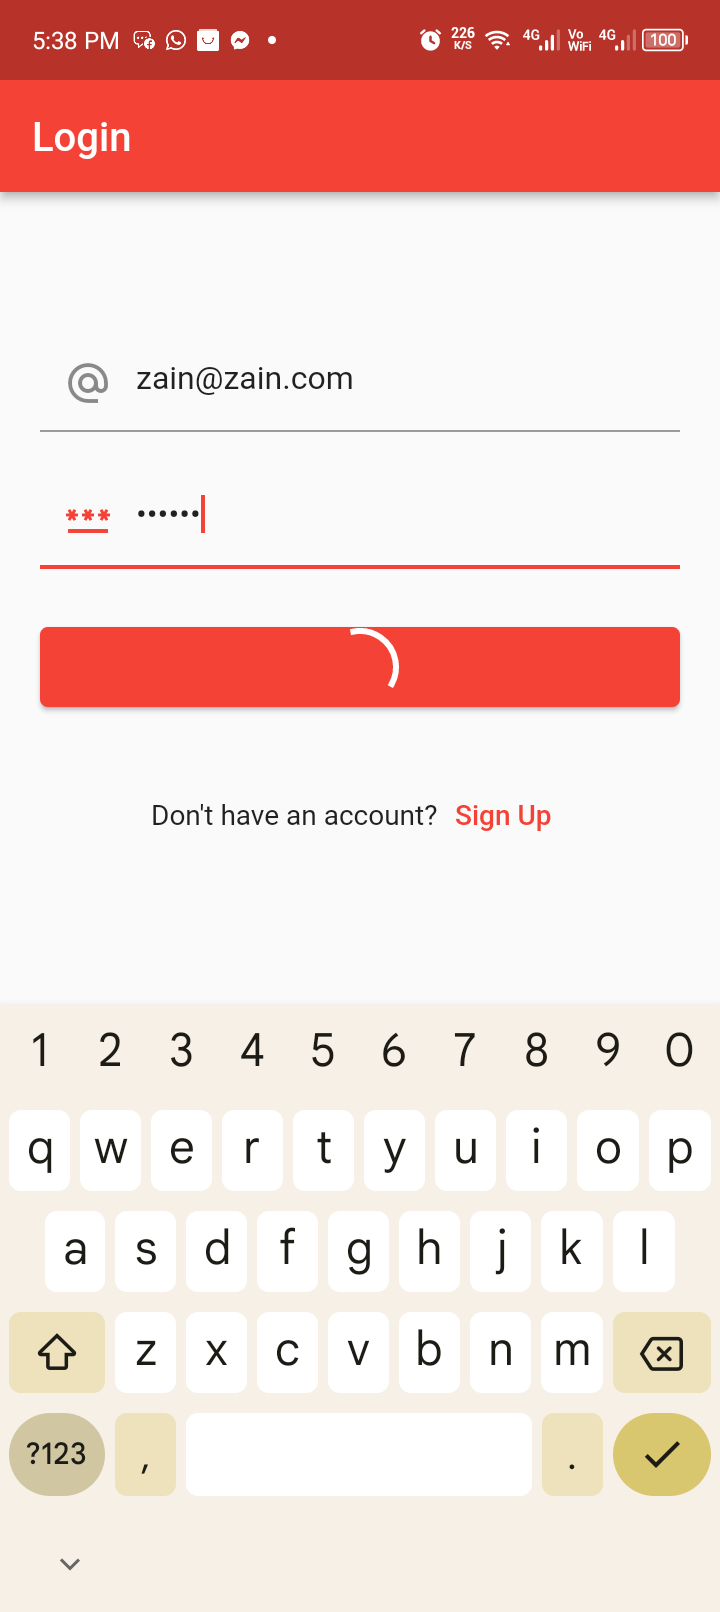 5:38 PM 226 K/S 4G Vo WiFi 4G 100
Login
zain@zain.com
***
••••••
Don't have an account? Sign Up
1 2 3 4 5 6 7 8 9 0
q w e r t y u i o p
a s d f g h j k l
z x c v b n m
?123 , .